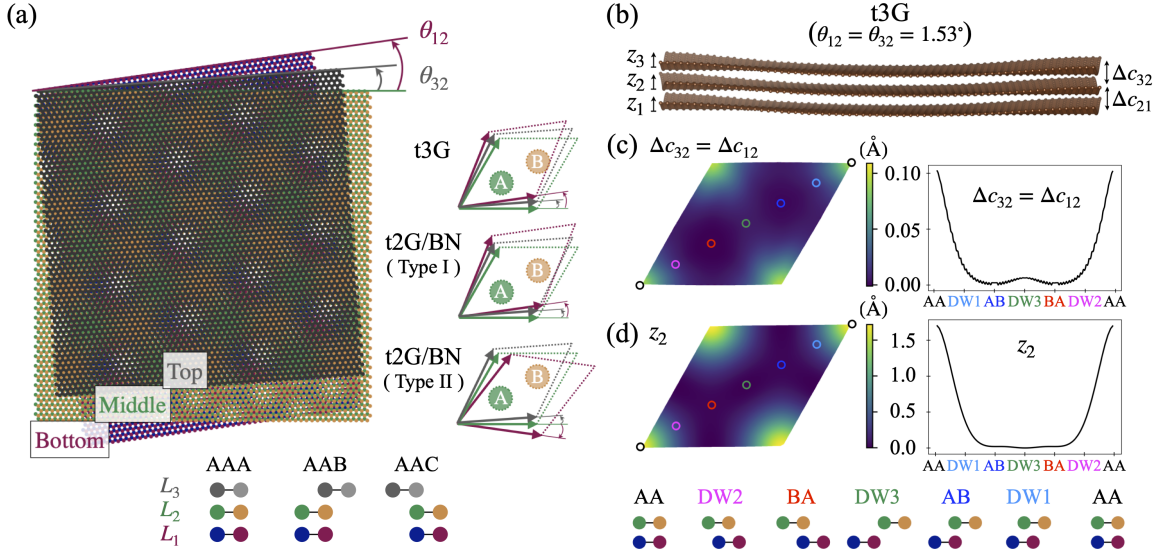 (a)
θ₁₂
θ₃₂
t3G
A
B
t2G/BN
( Type I )
A
B
t2G/BN
( Type II )
A
B
Top
Middle
Bottom
AAA AAB AAC
L₃
L₂
L₁
(b)
t3G
(θ₁₂ = θ₃₂ = 1.53°)
z₃
z₂
z₁
Δc₃₂
Δc₂₁
(c) Δc₃₂ = Δc₁₂
(Å)
0.10
0.05
0.00
Δc₃₂ = Δc₁₂
AA DW1 AB DW3 BA DW2 AA
(d) z₂
(Å)
1.5
1.0
0.5
0.0
z₂
AA DW1 AB DW3 BA DW2 AA
AA DW2 BA DW3 AB DW1 AA